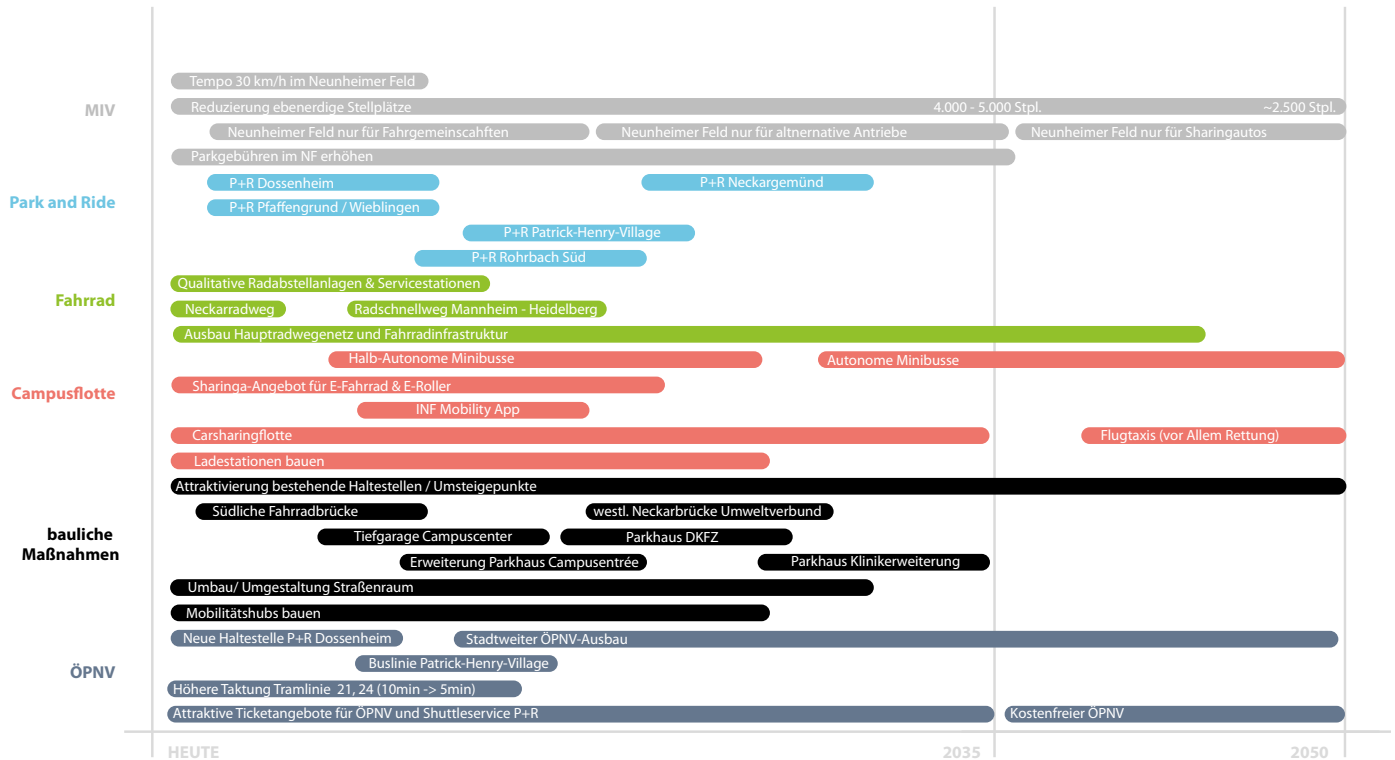 Tempo 30 km/h im Neunheimer Feld
MIV
Reduzierung ebenerdige Stellplätze 4.000 - 5.000 Stpl. ~2.500 Stpl.
Neunheimer Feld nur für Fahrgemeinscahften Neunheimer Feld nur für altnernative Antriebe Neunheimer Feld nur für Sharingautos
Parkgebühren im NF erhöhen
Park and Ride
P+R Dossenheim P+R Neckargemünd
P+R Pfaffengrund / Wieblingen
P+R Patrick-Henry-Village
P+R Rohrbach Süd
Fahrrad
Qualitative Radabstellanlagen & Servicestationen
Neckarradweg Radschnellweg Mannheim - Heidelberg
Ausbau Hauptradwegenetz und Fahrradinfrastruktur
Campusflotte
Halb-Autonome Minibusse Autonome Minibusse
Sharinga-Angebot für E-Fahrrad & E-Roller
INF Mobility App
Carsharingflotte Flugtaxis (vor Allem Rettung)
Ladestationen bauen
bauliche
Maßnahmen
Attraktivierung bestehende Haltestellen / Umsteigepunkte
Südliche Fahrradbrücke westl. Neckarbrücke Umweltverbund
Tiefgarage Campuscenter Parkhaus DKFZ
Erweiterung Parkhaus Campusentrée Parkhaus Klinikerweiterung
Umbau/ Umgestaltung Straßenraum
Mobilitätshubs bauen
ÖPNV
Neue Haltestelle P+R Dossenheim Stadtweiter ÖPNV-Ausbau
Buslinie Patrick-Henry-Village
Höhere Taktung Tramlinie 21, 24 (10min -> 5min)
Attraktive Ticketangebote für ÖPNV und Shuttleservice P+R Kostenfreier ÖPNV
HEUTE 2035 2050